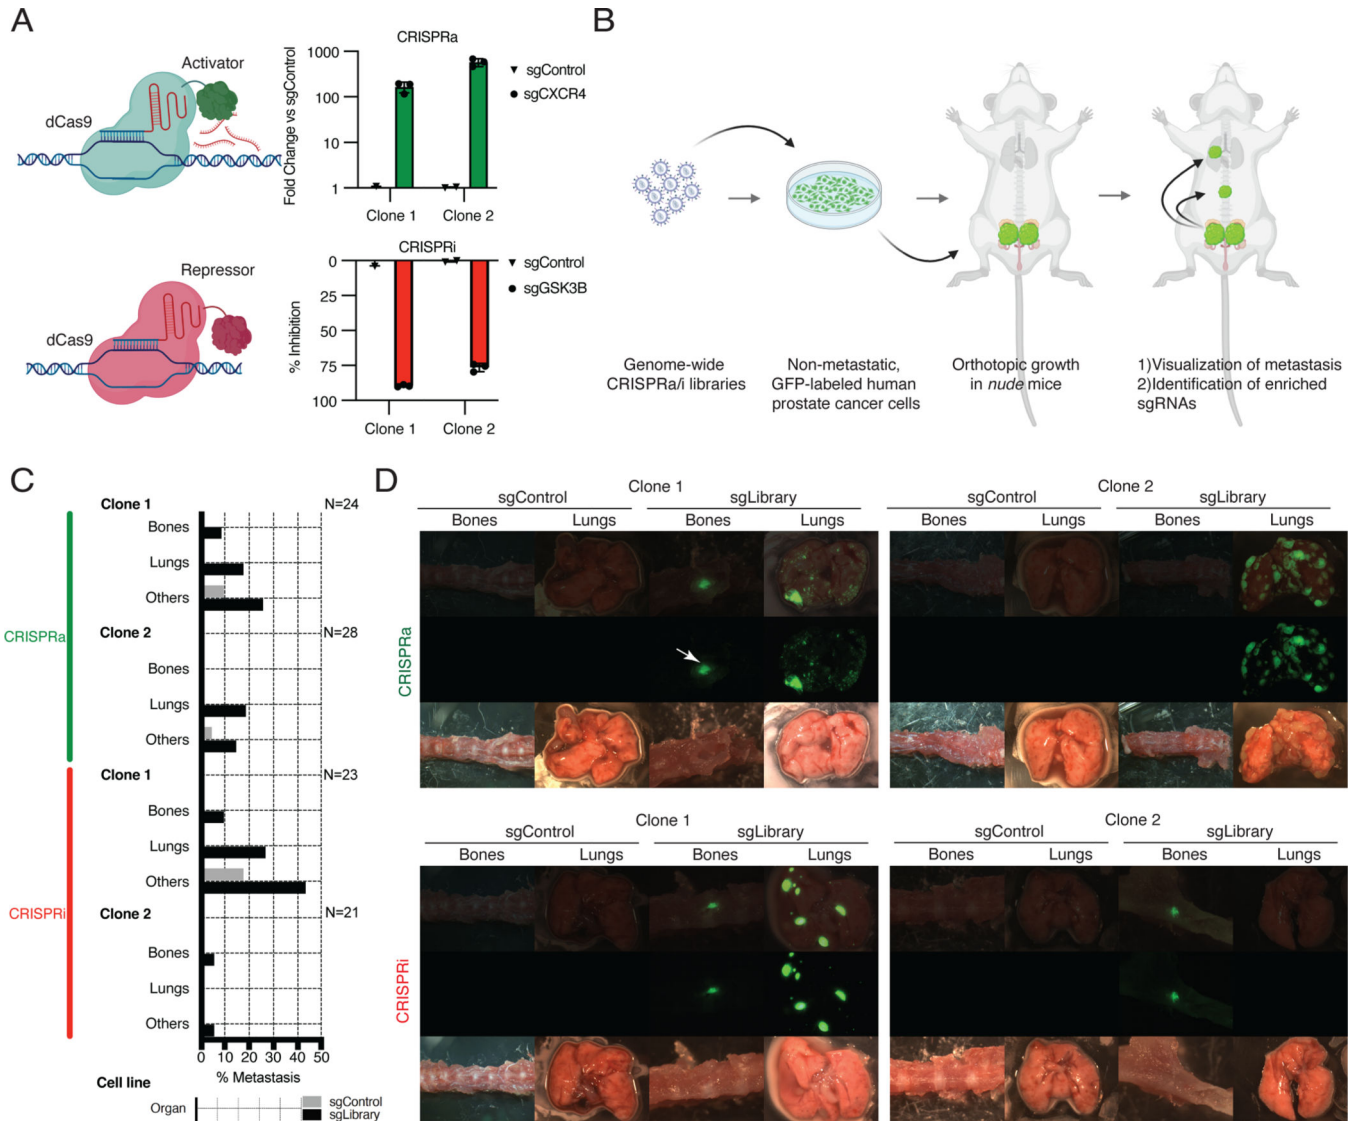 A
Activator
dCas9
CRISPRa
Fold Change vs sgControl
1000
100
10
1
sgControl
sgCXCR4
Clone 1
Clone 2
Repressor
dCas9
CRISPRi
% Inhibition
0
25
50
75
100
sgControl
sgGSK3B
Clone 1
Clone 2
B
Genome-wide
CRISPRa/i libraries
Non-metastatic,
GFP-labeled human
prostate cancer cells
Orthotopic growth
in nude mice
1)Visualization of metastasis
2)Identification of enriched
sgRNAs
C
CRISPRa
CRISPRi
Clone 1
N=24
Bones
Lungs
Others
Clone 2
N=28
Bones
Lungs
Others
Clone 1
N=23
Bones
Lungs
Others
Clone 2
N=21
Bones
Lungs
Others
0 10 20 30 40 50
% Metastasis
Cell line
Organ
sgControl
sgLibrary
D
CRISPRa
Clone 1
sgControl sgLibrary
Bones Lungs Bones Lungs
Clone 2
sgControl sgLibrary
Bones Lungs Bones Lungs
CRISPRi
Clone 1
sgControl sgLibrary
Bones Lungs Bones Lungs
Clone 2
sgControl sgLibrary
Bones Lungs Bones Lungs